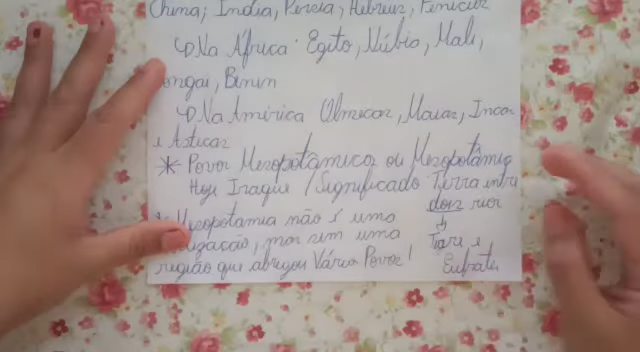 China; Índia, Pérsia, Hebreus, Fenícios
↳ Na África: Egito, Núbia, Mali,
ongai, Benin
↳ Na América Olmecas, Maias, Incas
e Astecas
* Povos Mesopotâmicos ou Mesopotâmia
Hoje Iraque / Significado Terra entre
dois rios
↓
Tigre e
Eufrates
* Mesopotamia não é uma
lização, mas sim uma
região que abrigou Vários Povos!